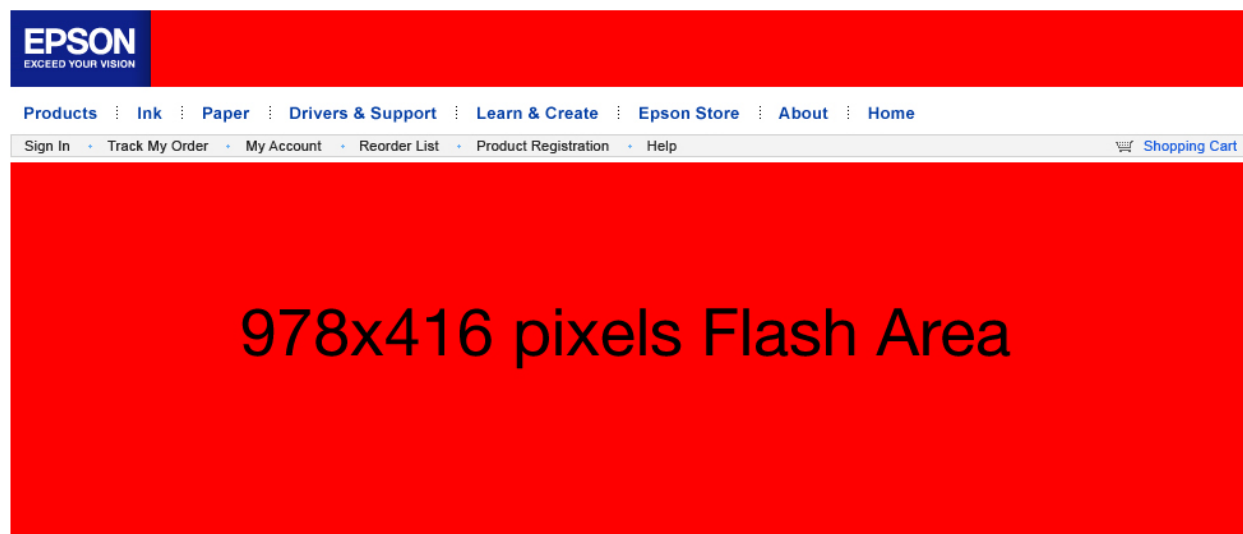 EPSON
EXCEED YOUR VISION
Products Ink Paper Drivers & Support Learn & Create Epson Store About Home
Sign In Track My Order My Account Reorder List Product Registration Help Shopping Cart
978x416 pixels Flash Area